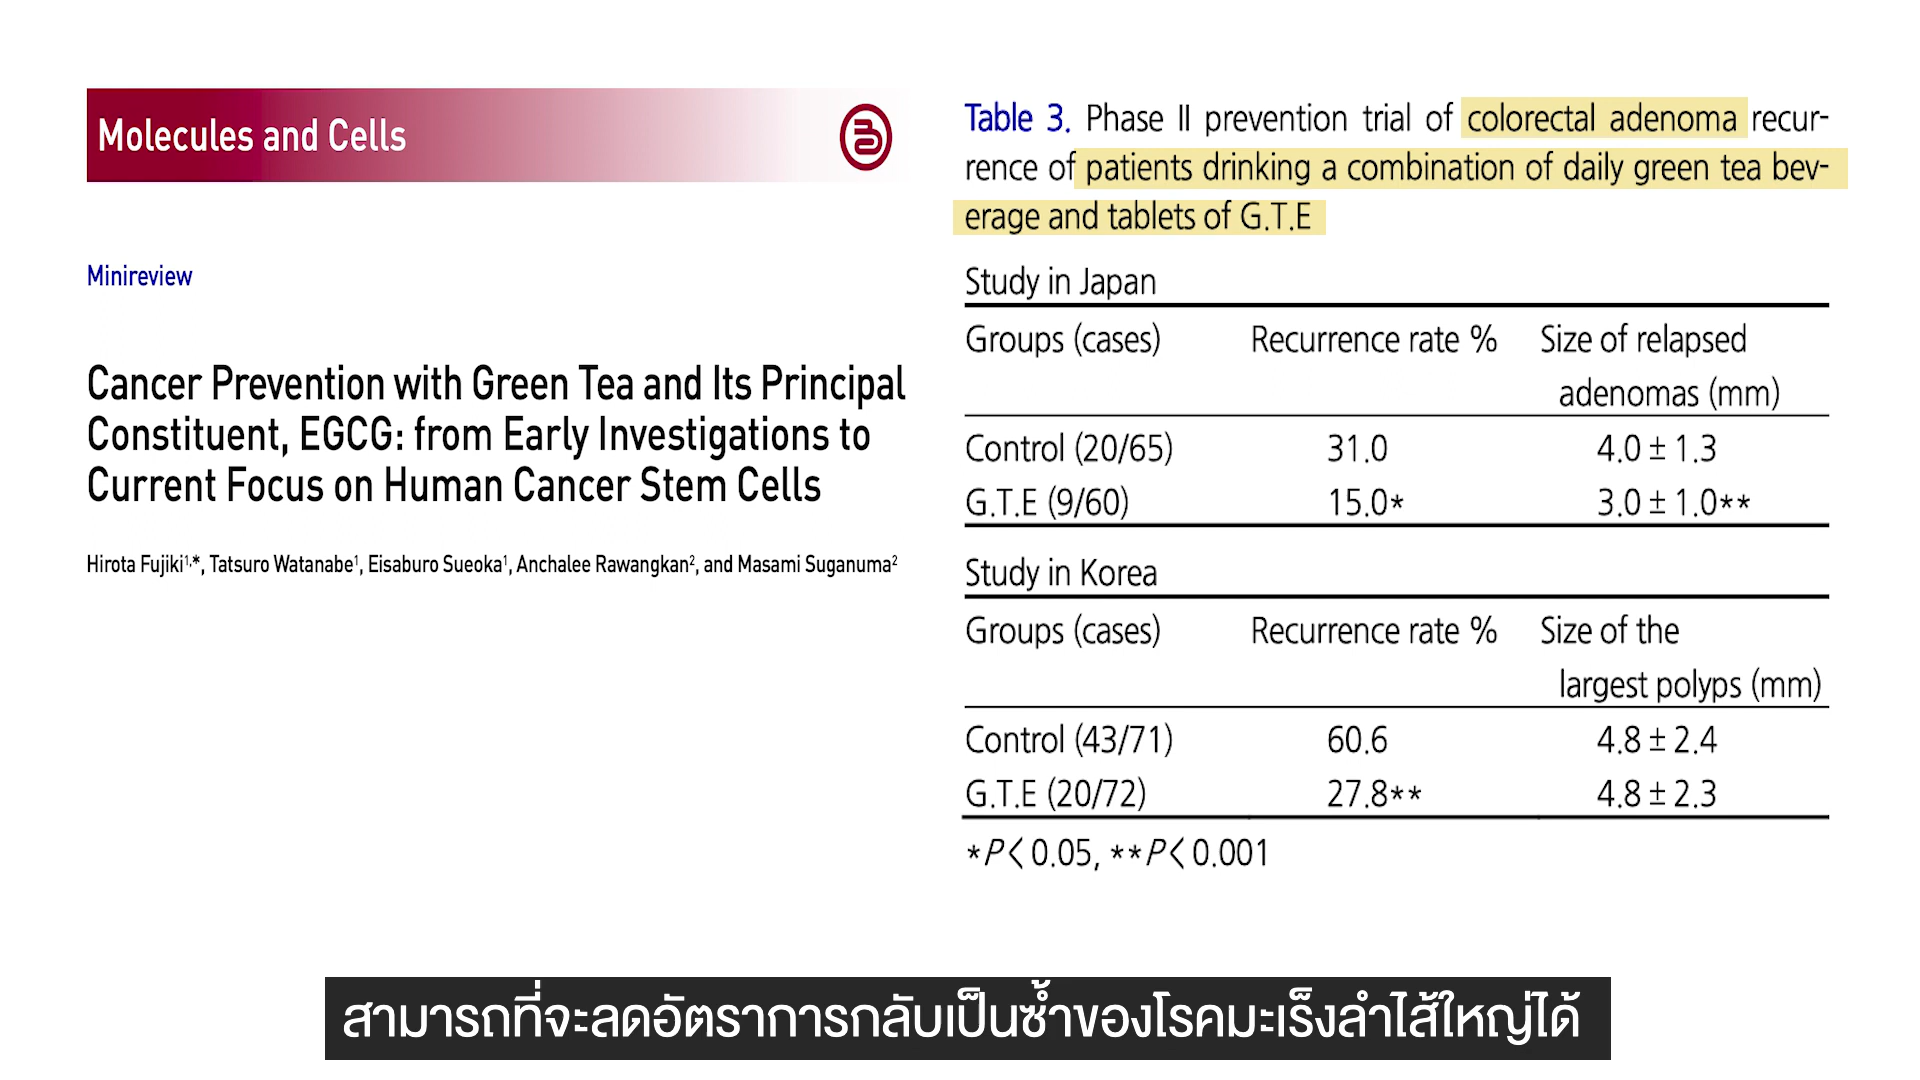 Molecules and Cells
Minireview
Cancer Prevention with Green Tea and Its Principal
Constituent, EGCG: from Early Investigations to
Current Focus on Human Cancer Stem Cells
Hirota Fujiki¹,*, Tatsuro Watanabe¹, Eisaburo Sueoka¹, Anchalee Rawangkan², and Masami Suganuma²
Table 3. Phase II prevention trial of colorectal adenoma recur-
rence of patients drinking a combination of daily green tea bev-
erage and tablets of G.T.E
Study in Japan
Groups (cases) Recurrence rate % Size of relapsed
adenomas (mm)
Control (20/65) 31.0 4.0 ± 1.3
G.T.E (9/60) 15.0* 3.0 ± 1.0**
Study in Korea
Groups (cases) Recurrence rate % Size of the
largest polyps (mm)
Control (43/71) 60.6 4.8 ± 2.4
G.T.E (20/72) 27.8** 4.8 ± 2.3
*P< 0.05, **P< 0.001
สามารถที่จะลดอัตราการกลับเป็นซ้ำของโรคมะเร็งลำไส้ใหญ่ได้